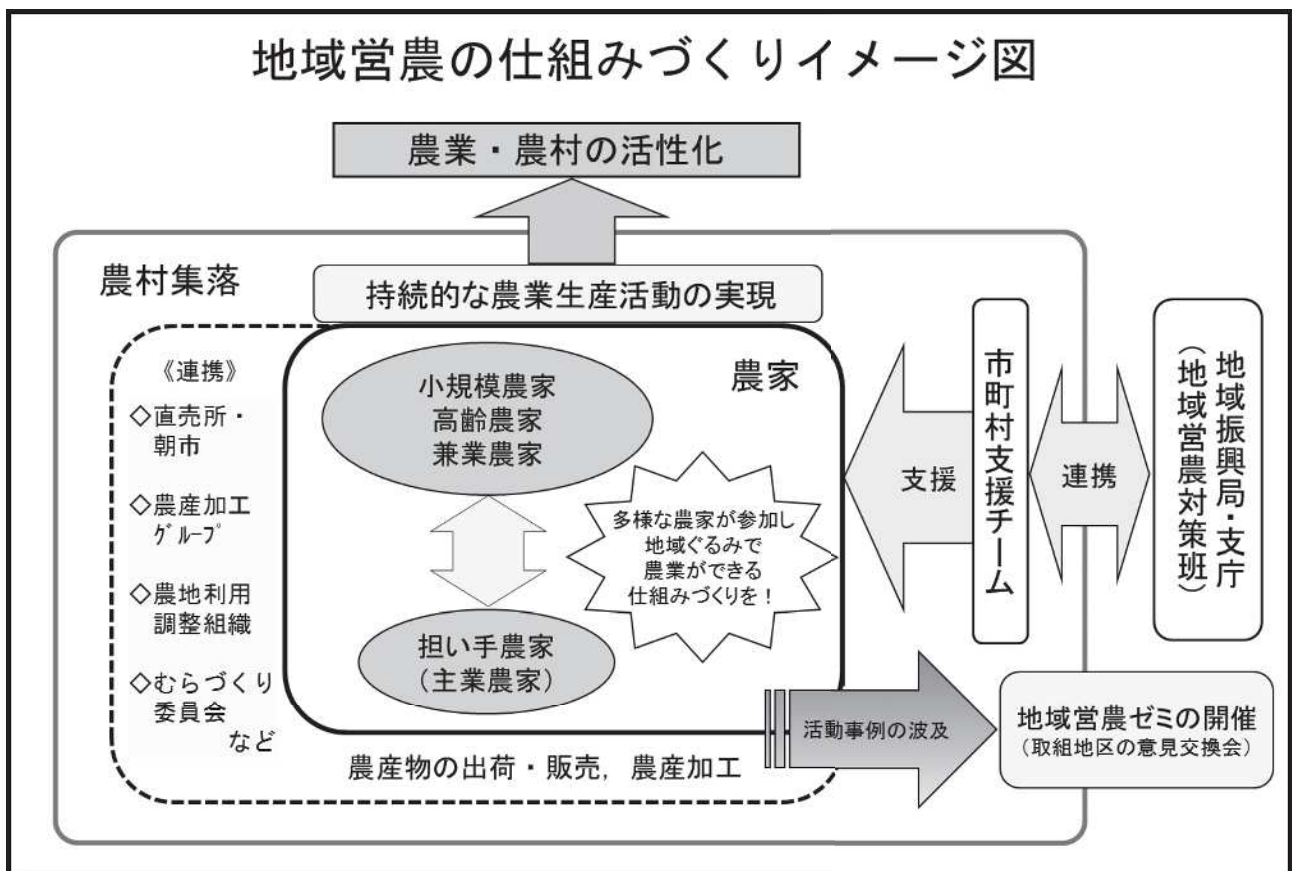 地域営農の仕組みづくりイメージ図
農業・農村の活性化
農村集落
持続的な農業生産活動の実現
《連携》
◇直売所・
朝市
◇農産加工
ｸﾞﾙｰﾌﾟ
◇農地利用
調整組織
◇むらづくり
委員会
など
農家
小規模農家
高齢農家
兼業農家
多様な農家が参加し
地域ぐるみで
農業ができる
仕組みづくりを！
担い手農家
（主業農家）
農産物の出荷・販売，農産加工
支援
市町村支援チーム
連携
地域振興局・支庁
（地域営農対策班）
活動事例の波及
地域営農ゼミの開催
（取組地区の意見交換会）